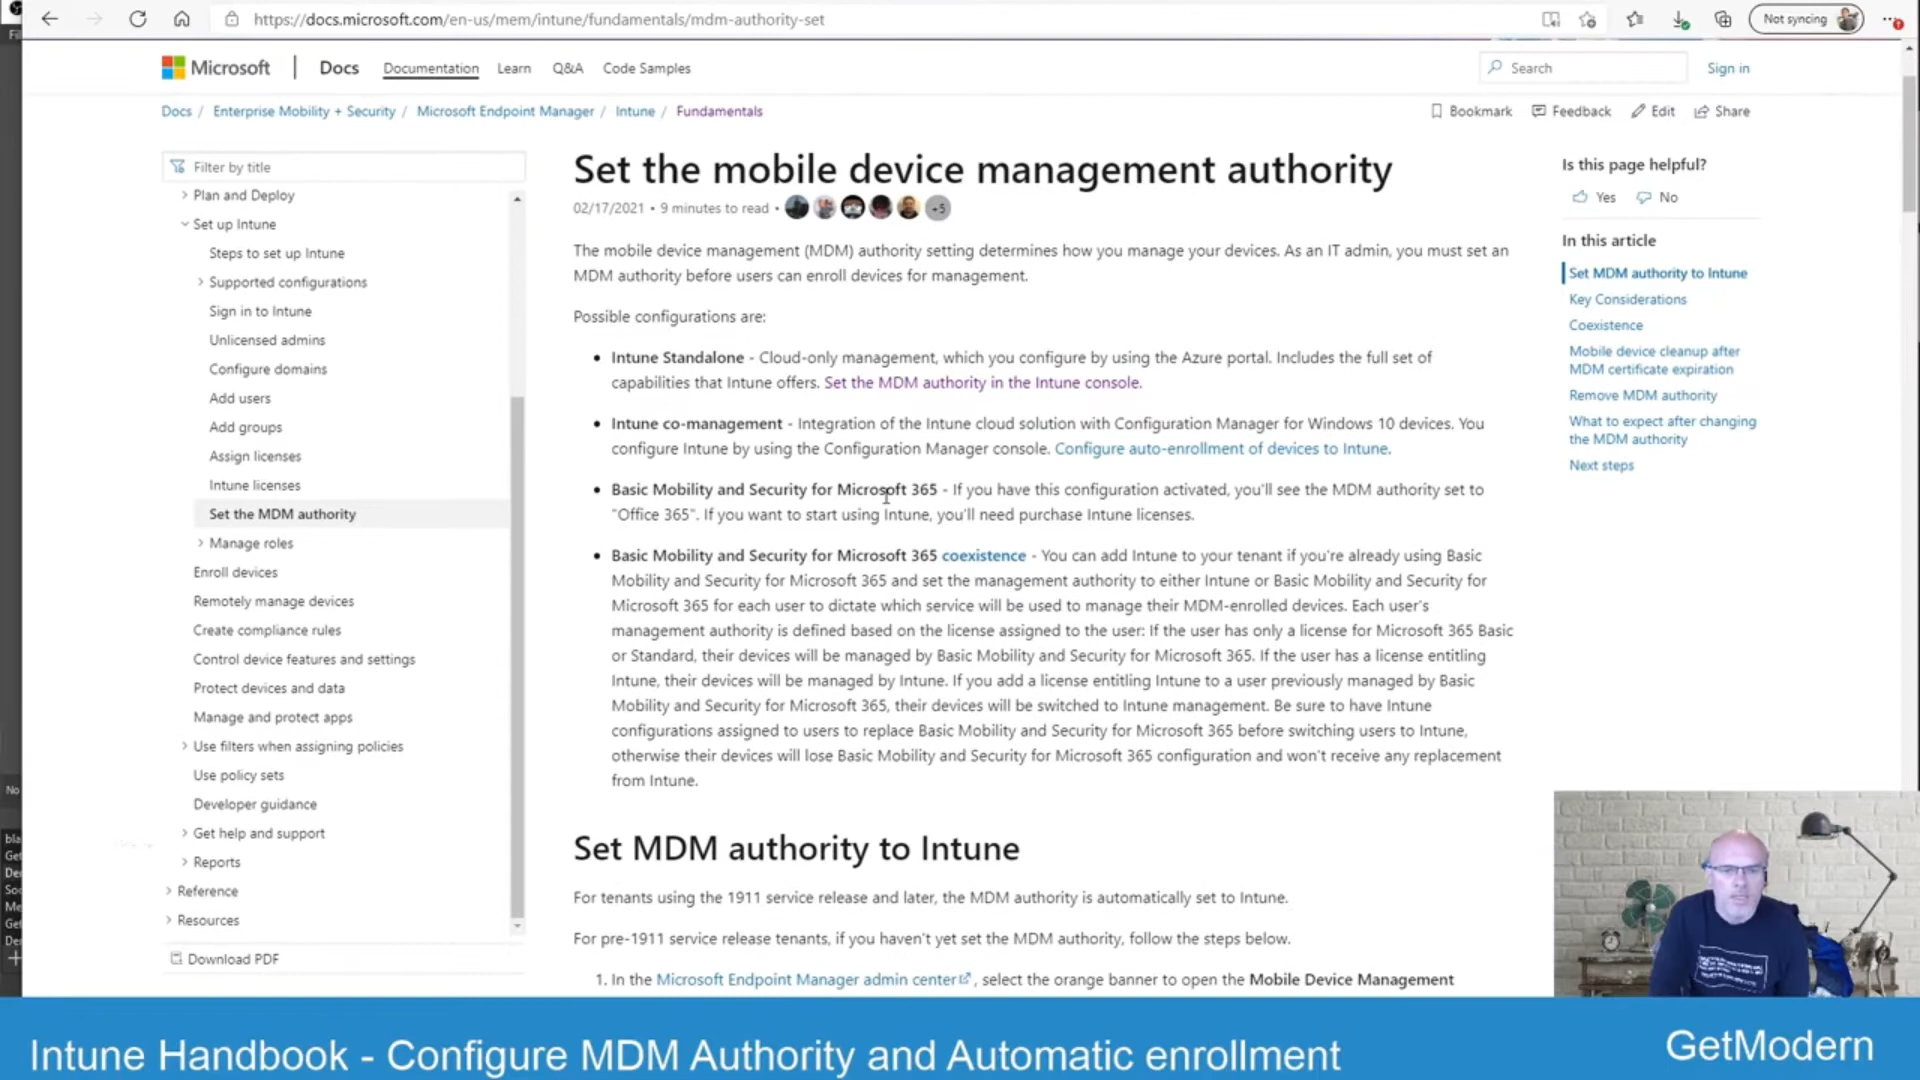 https://docs.microsoft.com/en-us/mem/intune/fundamentals/mdm-authority-set
Not syncing
Microsoft
Docs
Documentation
Learn
Q&A
Code Samples
Search
Sign in
Docs / Enterprise Mobility + Security / Microsoft Endpoint Manager / Intune / Fundamentals
Bookmark
Feedback
Edit
Share
Filter by title
Plan and Deploy
Set up Intune
Steps to set up Intune
Supported configurations
Sign in to Intune
Unlicensed admins
Configure domains
Add users
Add groups
Assign licenses
Intune licenses
Set the MDM authority
Manage roles
Enroll devices
Remotely manage devices
Create compliance rules
Control device features and settings
Protect devices and data
Manage and protect apps
Use filters when assigning policies
Use policy sets
Developer guidance
Get help and support
Reports
Reference
Resources
Download PDF
Set the mobile device management authority
02/17/2021 • 9 minutes to read •
+5
The mobile device management (MDM) authority setting determines how you manage your devices. As an IT admin, you must set an
MDM authority before users can enroll devices for management.
Possible configurations are:
• Intune Standalone - Cloud-only management, which you configure by using the Azure portal. Includes the full set of
capabilities that Intune offers. Set the MDM authority in the Intune console.
• Intune co-management - Integration of the Intune cloud solution with Configuration Manager for Windows 10 devices. You
configure Intune by using the Configuration Manager console. Configure auto-enrollment of devices to Intune.
• Basic Mobility and Security for Microsoft 365 - If you have this configuration activated, you'll see the MDM authority set to
"Office 365". If you want to start using Intune, you'll need purchase Intune licenses.
• Basic Mobility and Security for Microsoft 365 coexistence - You can add Intune to your tenant if you're already using Basic
Mobility and Security for Microsoft 365 and set the management authority to either Intune or Basic Mobility and Security for
Microsoft 365 for each user to dictate which service will be used to manage their MDM-enrolled devices. Each user's
management authority is defined based on the license assigned to the user: If the user has only a license for Microsoft 365 Basic
or Standard, their devices will be managed by Basic Mobility and Security for Microsoft 365. If the user has a license entitling
Intune, their devices will be managed by Intune. If you add a license entitling Intune to a user previously managed by Basic
Mobility and Security for Microsoft 365, their devices will be switched to Intune management. Be sure to have Intune
configurations assigned to users to replace Basic Mobility and Security for Microsoft 365 before switching users to Intune,
otherwise their devices will lose Basic Mobility and Security for Microsoft 365 configuration and won't receive any replacement
from Intune.
Set MDM authority to Intune
For tenants using the 1911 service release and later, the MDM authority is automatically set to Intune.
For pre-1911 service release tenants, if you haven't yet set the MDM authority, follow the steps below.
1. In the Microsoft Endpoint Manager admin center, select the orange banner to open the Mobile Device Management
Is this page helpful?
Yes
No
In this article
Set MDM authority to Intune
Key Considerations
Coexistence
Mobile device cleanup after
MDM certificate expiration
Remove MDM authority
What to expect after changing
the MDM authority
Next steps
Intune Handbook - Configure MDM Authority and Automatic enrollment
GetModern